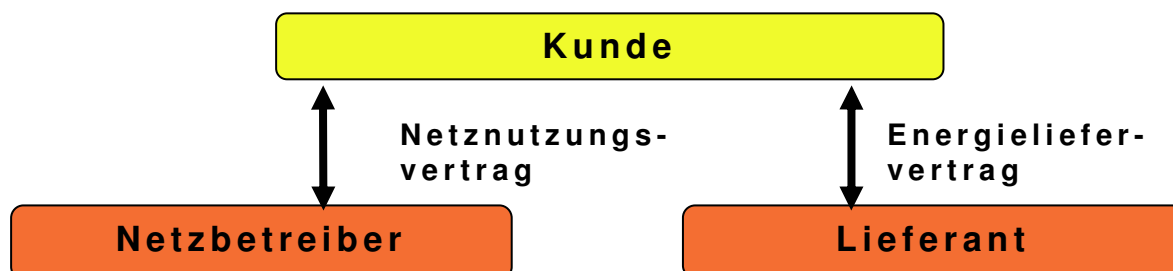 Kunde
Netznutzungs-
vertrag
Energieliefer-
vertrag
Netzbetreiber
Lieferant